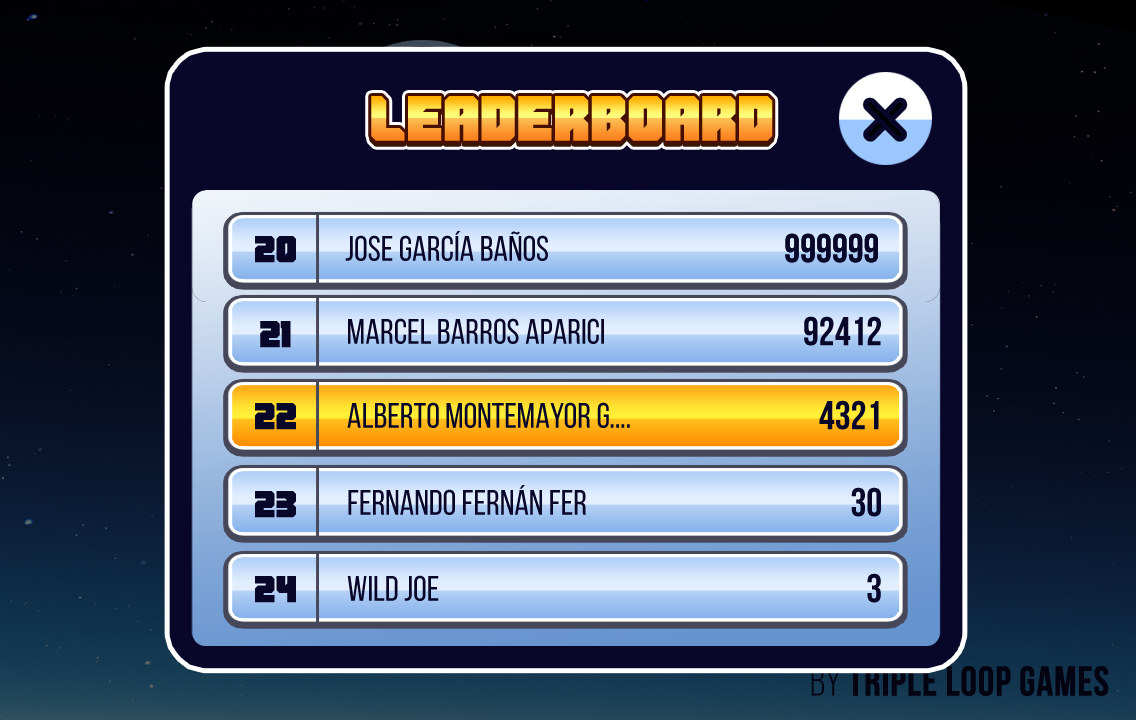 LEADERBOARD
20 JOSE GARCÍA BAÑOS 999999
21 MARCEL BARROS APARICI 92412
22 ALBERTO MONTEMAYOR G.... 4321
23 FERNANDO FERNÁN FER 30
24 WILD JOE 3
BY TRIPLE LOOP GAMES